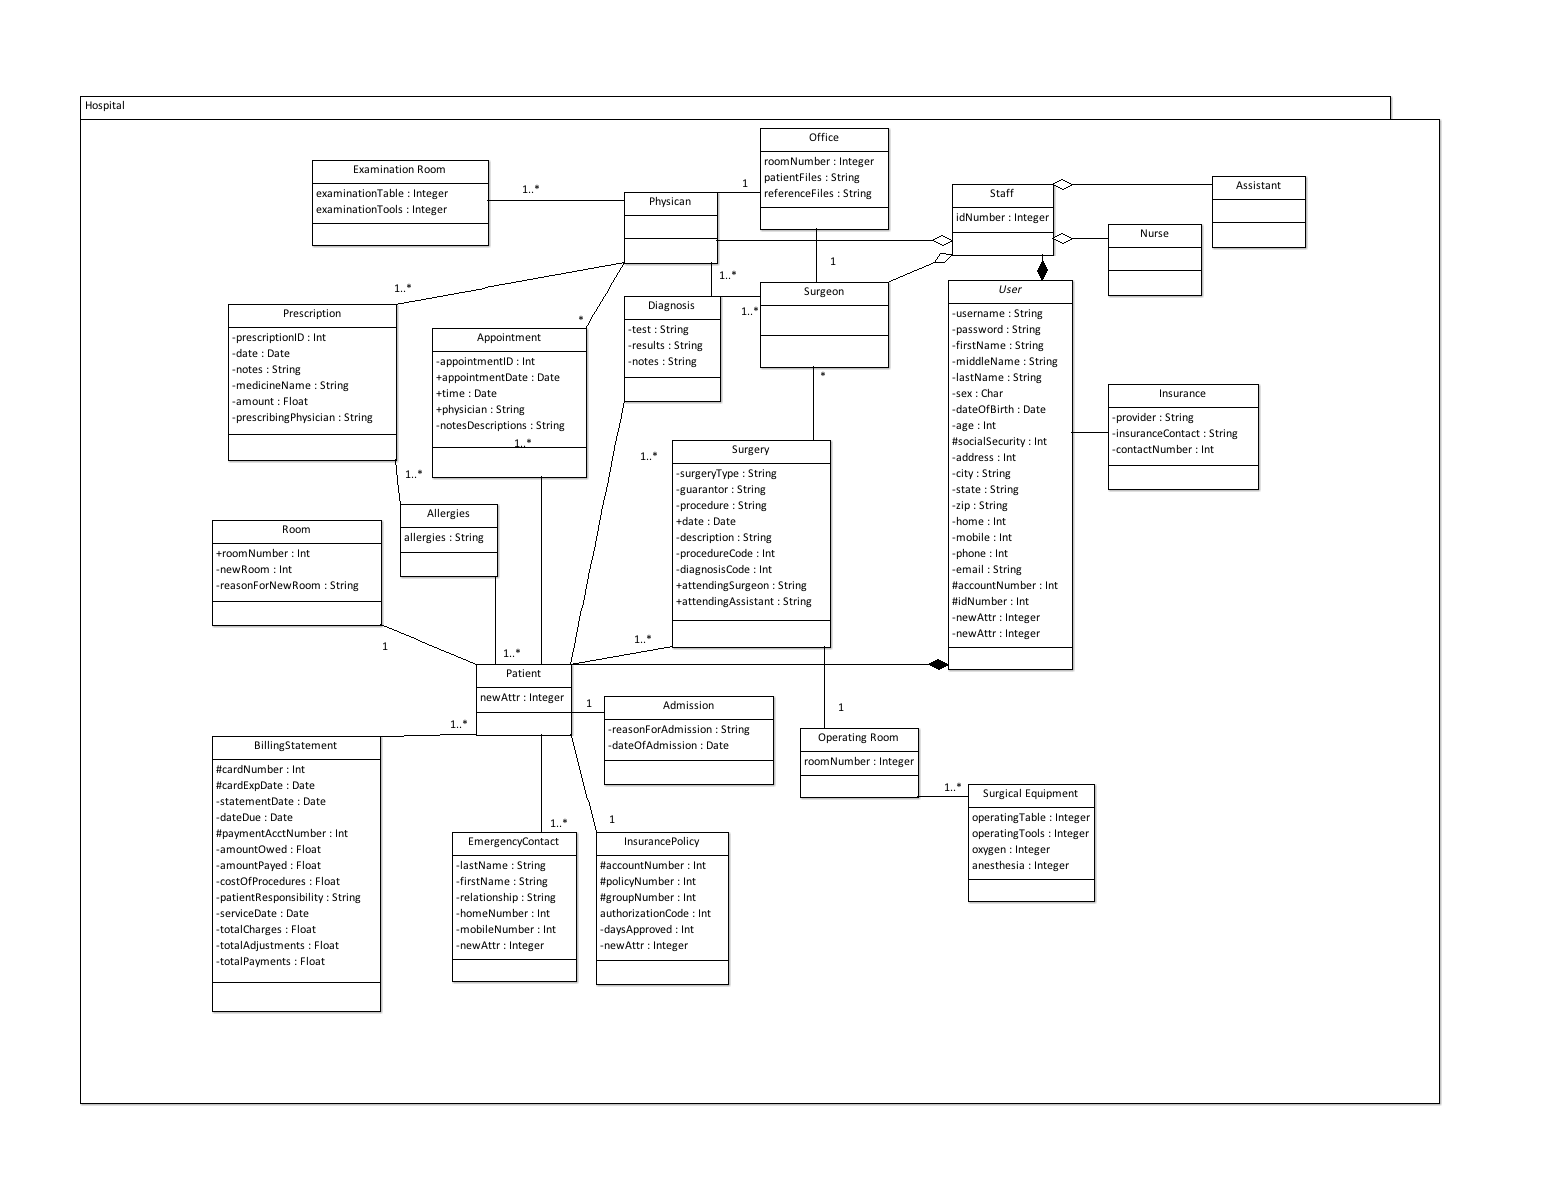 Hospital
Office
roomNumber : Integer
patientFiles : String
referenceFiles : String
Examination Room
examinationTable : Integer
examinationTools : Integer
1..*
Physican
1
Staff
idNumber : Integer
Assistant
Nurse
1
1..*
Surgeon
1..*
Diagnosis
-test : String
-results : String
-notes : String
1..*
Prescription
-prescriptionID : Int
-date : Date
-notes : String
-medicineName : String
-amount : Float
-prescribingPhysician : String
*
Appointment
-appointmentID : Int
+appointmentDate : Date
+time : Date
+physician : String
-notesDescriptions : String
1..*
User
-username : String
-password : String
-firstName : String
-middleName : String
-lastName : String
-sex : Char
-dateOfBirth : Date
-age : Int
#socialSecurity : Int
-address : Int
-city : String
-state : String
-zip : String
-home : Int
-mobile : Int
-phone : Int
-email : String
#accountNumber : Int
#idNumber : Int
-newAttr : Integer
-newAttr : Integer
Insurance
-provider : String
-insuranceContact : String
-contactNumber : Int
*
1..*
Surgery
-surgeryType : String
-guarantor : String
-procedure : String
+date : Date
-description : String
-procedureCode : Int
-diagnosisCode : Int
+attendingSurgeon : String
+attendingAssistant : String
1..*
Allergies
allergies : String
Room
+roomNumber : Int
-newRoom : Int
-reasonForNewRoom : String
1
1..*
1..*
Patient
newAttr : Integer
1
Admission
-reasonForAdmission : String
-dateOfAdmission : Date
1
Operating Room
roomNumber : Integer
1..*
Surgical Equipment
operatingTable : Integer
operatingTools : Integer
oxygen : Integer
anesthesia : Integer
1..*
BillingStatement
#cardNumber : Int
#cardExpDate : Date
-statementDate : Date
-dateDue : Date
#paymentAcctNumber : Int
-amountOwed : Float
-amountPayed : Float
-costOfProcedures : Float
-patientResponsibility : String
-serviceDate : Date
-totalCharges : Float
-totalAdjustments : Float
-totalPayments : Float
1..*
EmergencyContact
-lastName : String
-firstName : String
-relationship : String
-homeNumber : Int
-mobileNumber : Int
-newAttr : Integer
1
InsurancePolicy
#accountNumber : Int
#policyNumber : Int
#groupNumber : Int
authorizationCode : Int
-daysApproved : Int
-newAttr : Integer